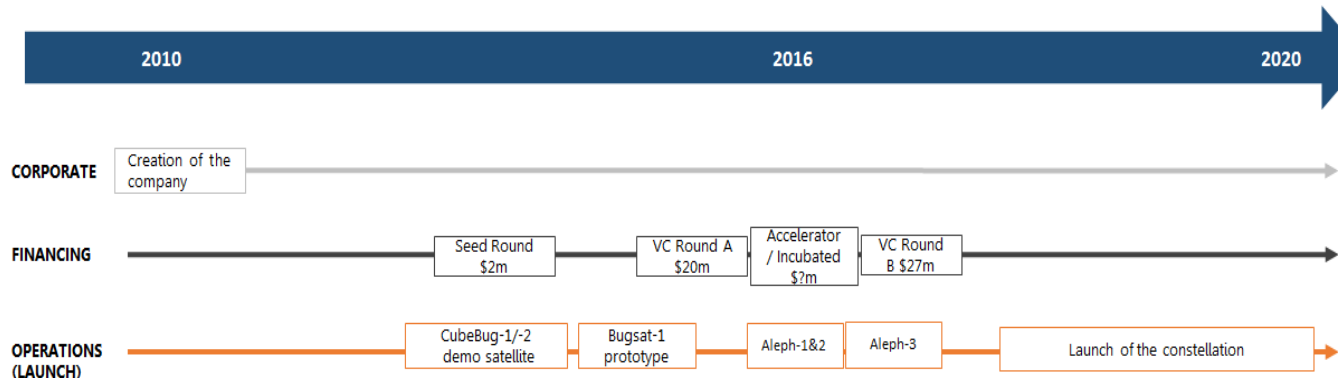 2010 2016 2020
CORPORATE
Creation of the
company
FINANCING
Seed Round
$2m
VC Round A
$20m
Accelerator
/ Incubated
$?m
VC Round
B $27m
OPERATIONS
(LAUNCH)
CubeBug-1/-2
demo satellite
Bugsat-1
prototype
Aleph-1&2
Aleph-3
Launch of the constellation